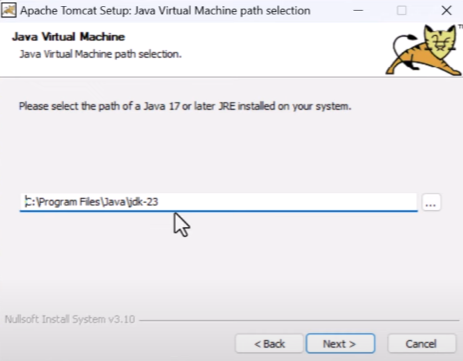 Apache Tomcat Setup: Java Virtual Machine path selection
Java Virtual Machine
Java Virtual Machine path selection.
TM
Please select the path of a Java 17 or later JRE installed on your system.
C:\Program Files\Java\jdk-23
...
Nullsoft Install System v3.10
< Back Next > Cancel